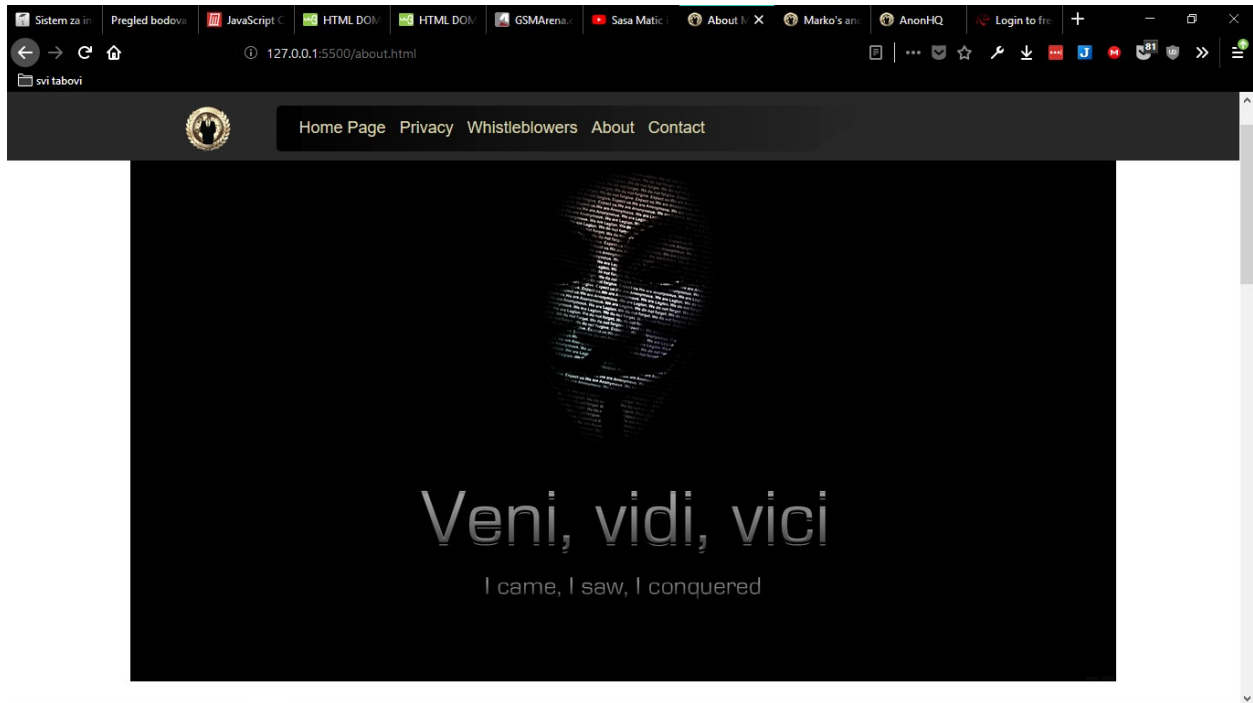 Sistem za in
Pregled bodova
JavaScript C
HTML DOM
HTML DOM
GSMArena.c
Sasa Matic i
About M
Marko's and
AnonHQ
Login to fre
127.0.0.1:5500/about.html
81
svi tabovi
Home Page Privacy Whistleblowers About Contact
Veni, vidi, vici
I came, I saw, I conquered